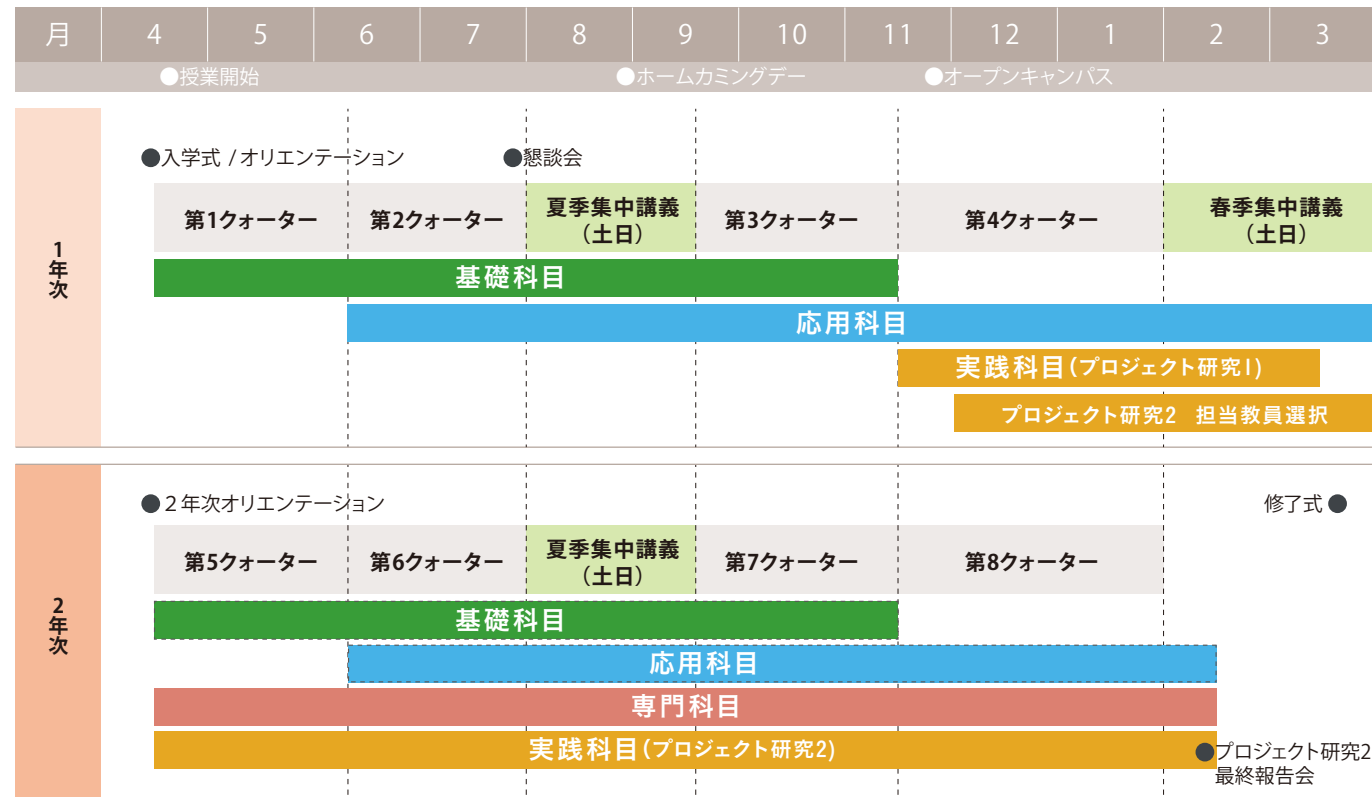 月 4 5 6 7 8 9 10 11 12 1 2 3
●授業開始 ●ホームカミングデー ●オープンキャンパス
1年次
●入学式 / オリエンテーション ●懇談会
第1クォーター 第2クォーター 夏季集中講義 第3クォーター 第4クォーター 春季集中講義
（土日） （土日）
基礎科目
応用科目
実践科目(プロジェクト研究1)
プロジェクト研究2 担当教員選択
2年次
●２年次オリエンテーション 修了式●
第5クォーター 第6クォーター 夏季集中講義 第7クォーター 第8クォーター
（土日）
基礎科目
応用科目
専門科目
実践科目(プロジェクト研究2)
●プロジェクト研究2
最終報告会